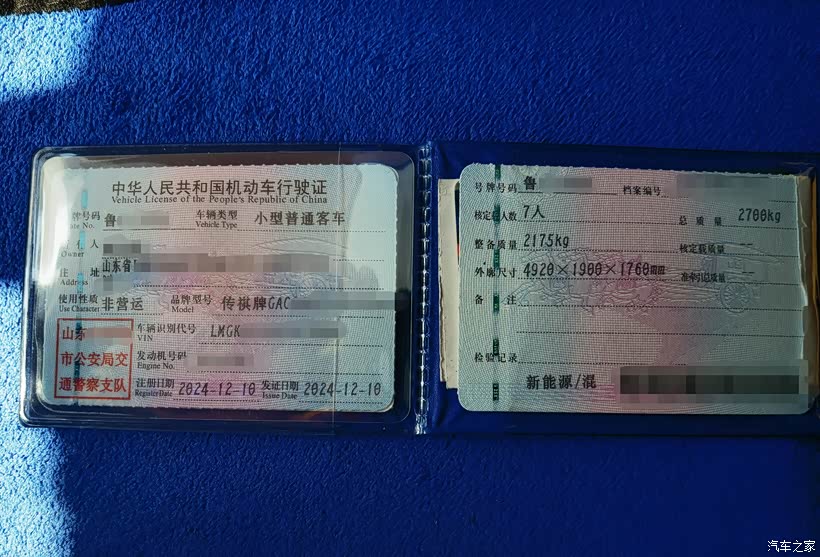 中华人民共和国机动车行驶证
Vehicle License of the People's Republic of China
牌号码 鲁 车辆类型 小型普通客车
Vehicle Type
人
Owner
住 址 山东省
Address
使用性质 非营运 品牌型号 传祺牌GAC
Use Character Model
山东
市公安局交
通警察支队
车辆识别代号 LMGK
VIN
发动机号码
Engine No.
注册日期 2024-12-10 发证日期 2024-12-10
Register Date Issue Date
号牌号码 鲁 档案编号
核定人数 7人 总质量 2700kg
整备质量 2175kg 核定载质量 --
外廓尺寸 4920×1900×1760mm 准牵引总质量 --
备 注
检验记录
新能源/混
汽车之家